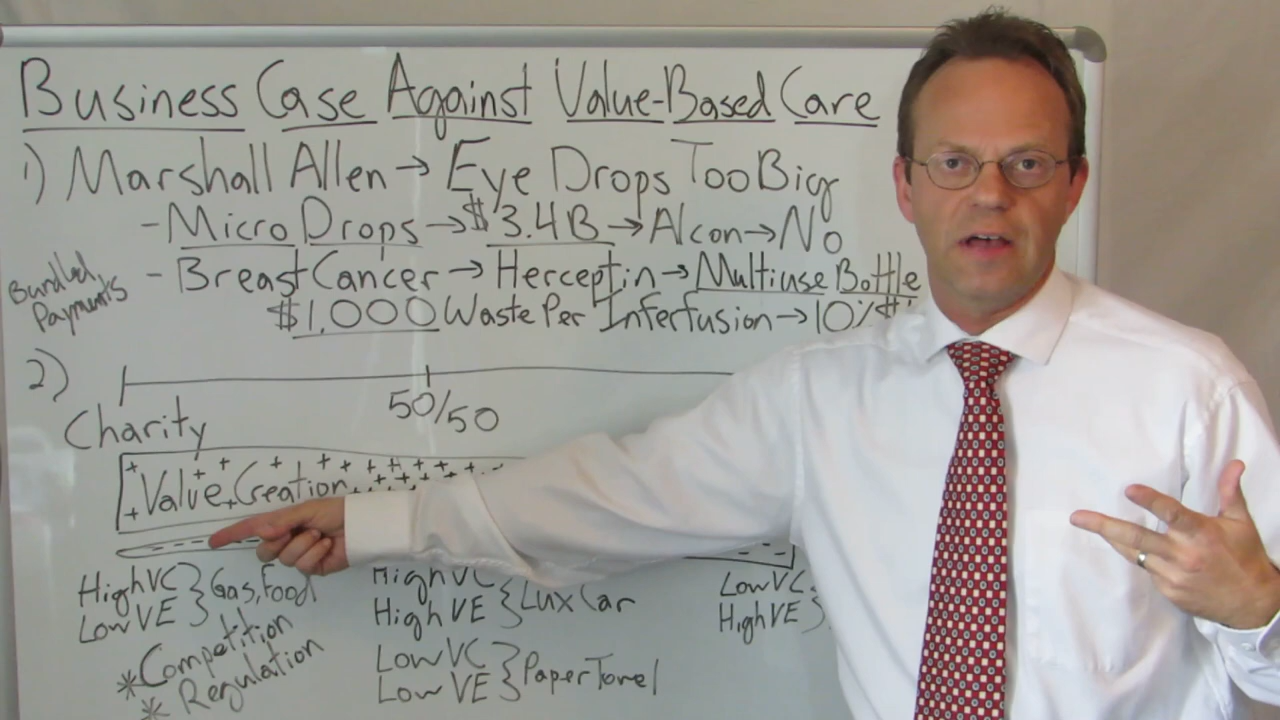 Business Case Against Value-Based Care
1) Marshall Allen → Eye Drops Too Big
- Micro Drops → $3.4B → Alcon → No
Bundled
Payments
- Breast Cancer → Herceptin → Multiuse Bottle
$1,000 Waste Per Inferfusion → 10% $
2)
50/50
Charity
Value Creation
High VC
Low VE
Gas, Food
* Competition
* Regulation
High VC
High VE
Lux Car
Low VC
Low VE
Paper Towel
Low VC
High VE